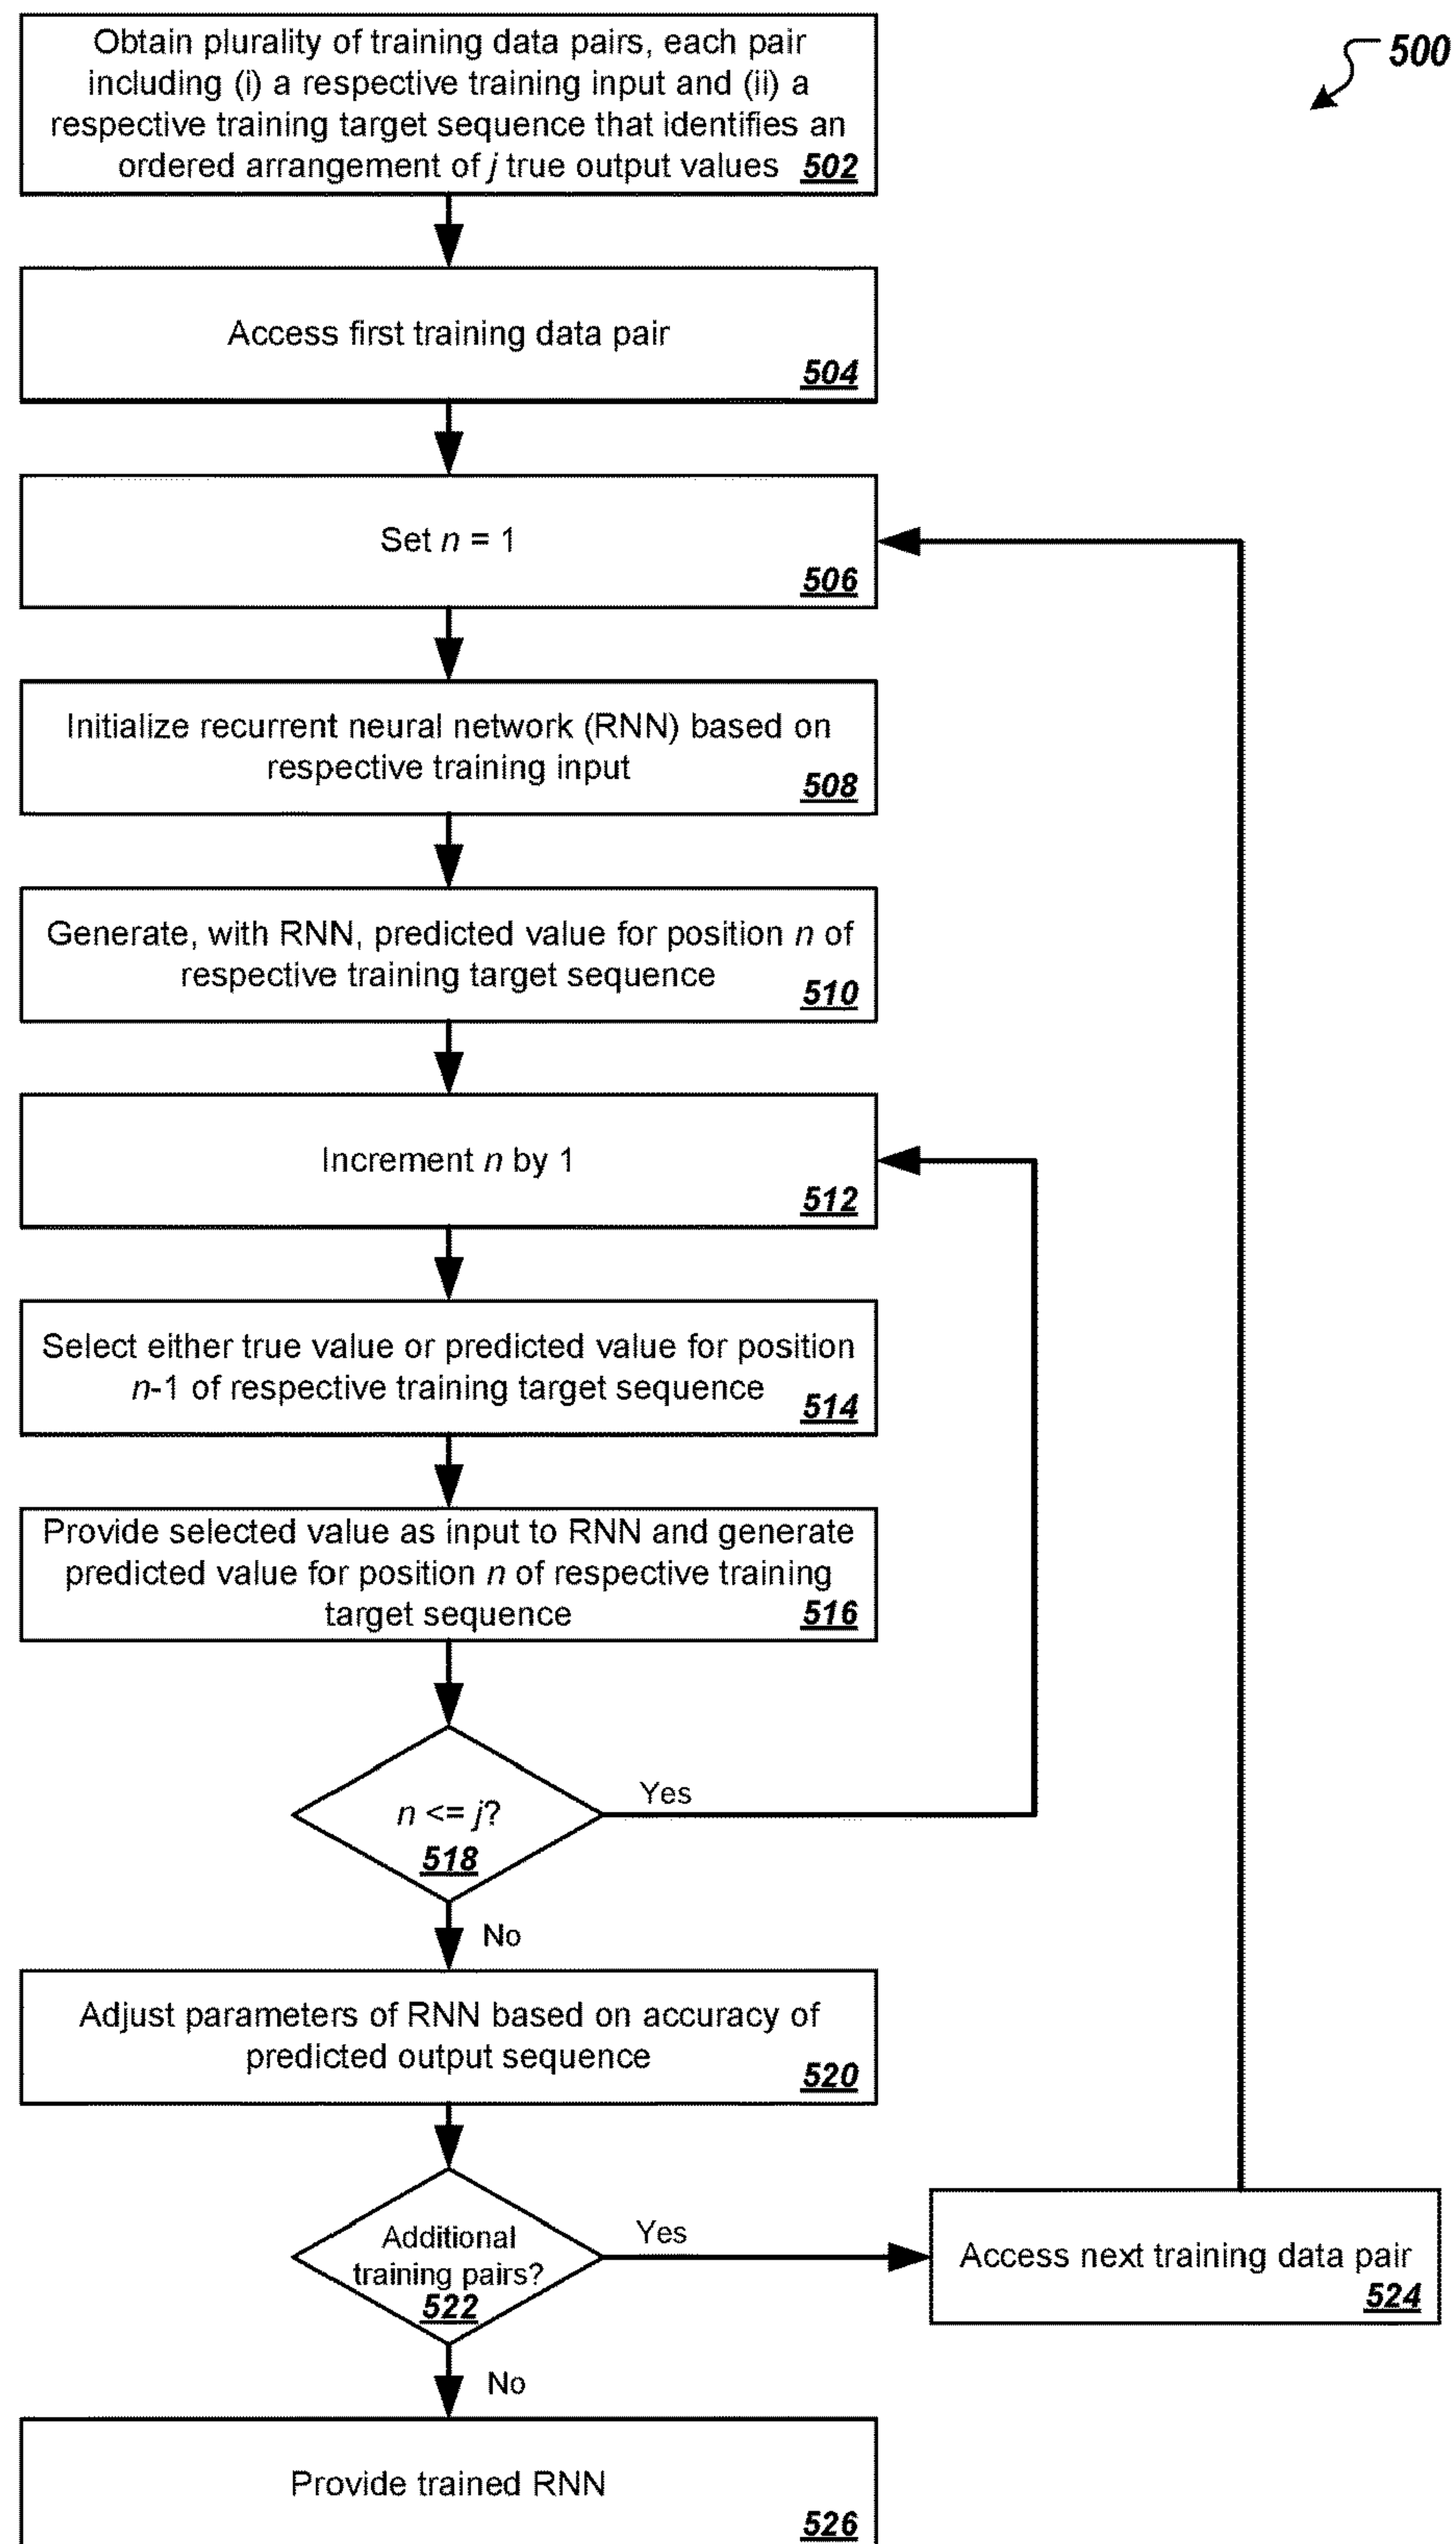 500
Obtain plurality of training data pairs, each pair
including (i) a respective training input and (ii) a
respective training target sequence that identifies an
ordered arrangement of j true output values 502
Access first training data pair
504
Set n = 1
506
Initialize recurrent neural network (RNN) based on
respective training input
508
Generate, with RNN, predicted value for position n of
respective training target sequence
510
Increment n by 1
512
Select either true value or predicted value for position
n-1 of respective training target sequence
514
Provide selected value as input to RNN and generate
predicted value for position n of respective training
target sequence
516
n <= j?
518
Yes
No
Adjust parameters of RNN based on accuracy of
predicted output sequence
520
Additional
training pairs?
522
Yes
Access next training data pair
524
No
Provide trained RNN
526